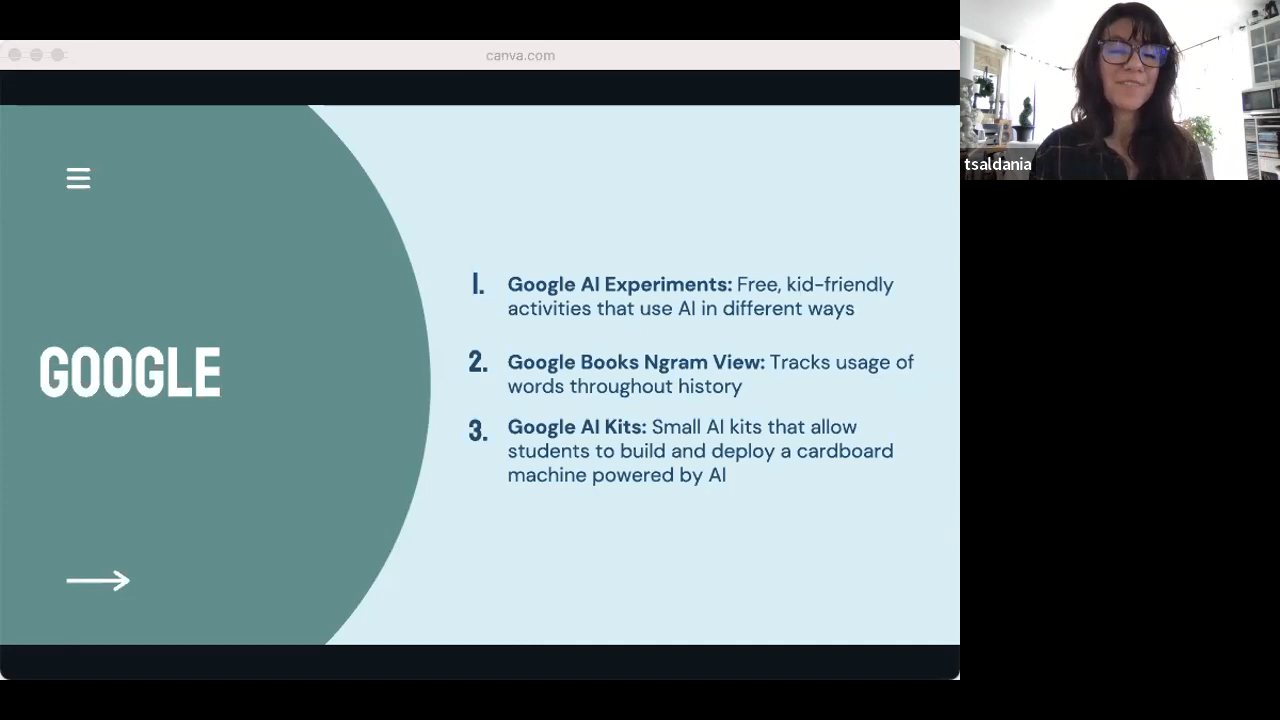 canva.com
tsaldania
GOOGLE
1. Google AI Experiments: Free, kid-friendly
activities that use AI in different ways
2. Google Books Ngram View: Tracks usage of
words throughout history
3. Google AI Kits: Small AI kits that allow
students to build and deploy a cardboard
machine powered by AI